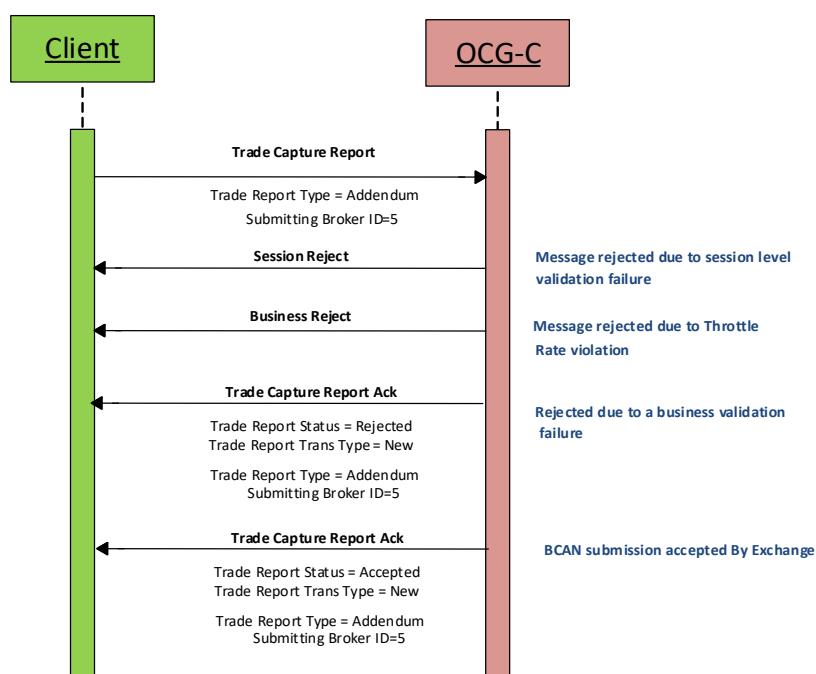 Client
OCG-C
Trade Capture Report
Trade Report Type = Addendum
Submitting Broker ID=5
Session Reject
Message rejected due to session level
validation failure
Business Reject
Message rejected due to Throttle
Rate violation
Trade Capture Report Ack
Rejected due to a business validation
failure
Trade Report Status = Rejected
Trade Report Trans Type = New
Trade Report Type = Addendum
Submitting Broker ID=5
Trade Capture Report Ack
BCAN submission accepted By Exchange
Trade Report Status = Accepted
Trade Report Trans Type = New
Trade Report Type = Addendum
Submitting Broker ID=5